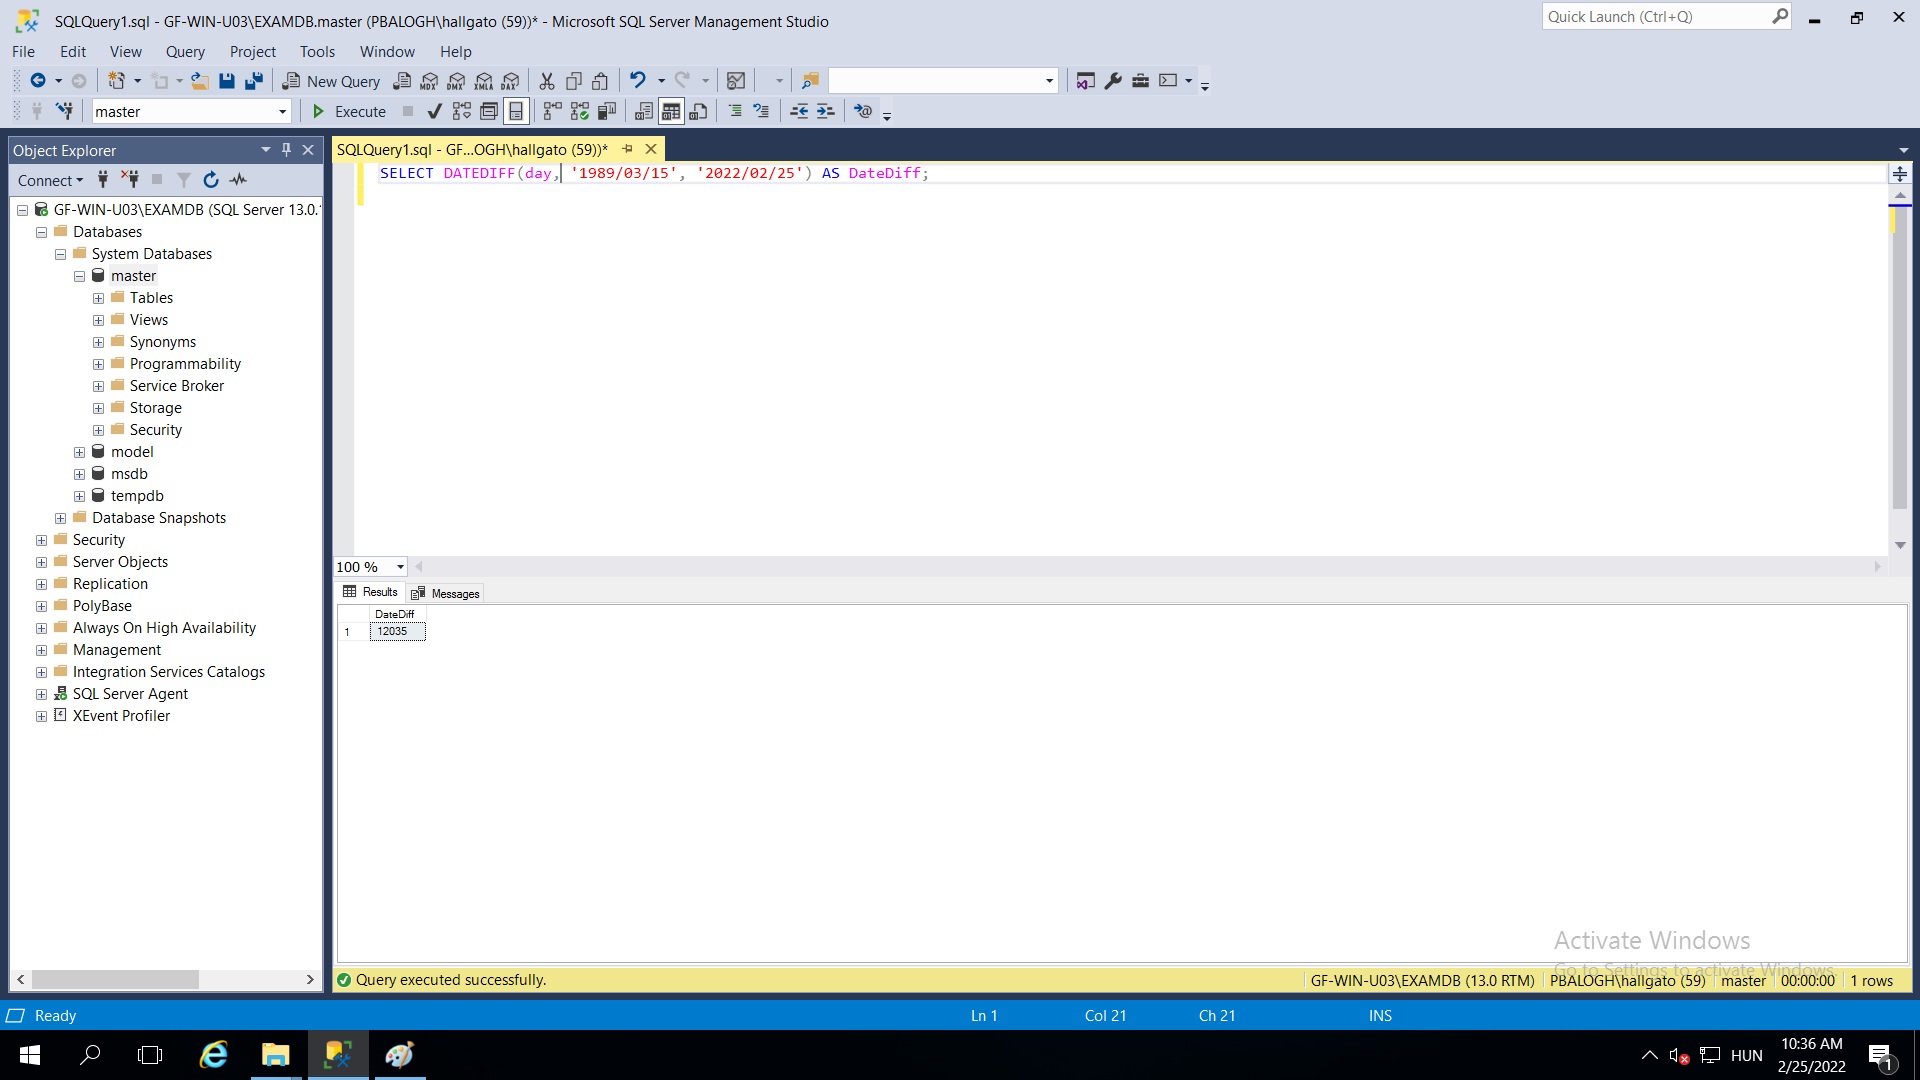 SQLQuery1.sql - GF-WIN-U03\EXAMDB.master (PBALOGH\hallgato (59))* - Microsoft SQL Server Management Studio
Quick Launch (Ctrl+Q)
File Edit View Query Project Tools Window Help
New Query
MDX DMX XMLA DAX
master
Execute
Object Explorer
SQLQuery1.sql - GF...OGH\hallgato (59))*
Connect
SELECT DATEDIFF(day, '1989/03/15', '2022/02/25') AS DateDiff;
GF-WIN-U03\EXAMDB (SQL Server 13.0.
Databases
System Databases
master
Tables
Views
Synonyms
Programmability
Service Broker
Storage
Security
model
msdb
tempdb
Database Snapshots
Security
Server Objects
Replication
PolyBase
Always On High Availability
Management
Integration Services Catalogs
SQL Server Agent
XEvent Profiler
100 %
Results Messages
DateDiff
1 12035
Activate Windows
Go to Settings to activate Windows.
Query executed successfully.
GF-WIN-U03\EXAMDB (13.0 RTM) PBALOGH\hallgato (59) master 00:00:00 1 rows
Ready Ln 1 Col 21 Ch 21 INS
HUN
10:36 AM
2/25/2022
1